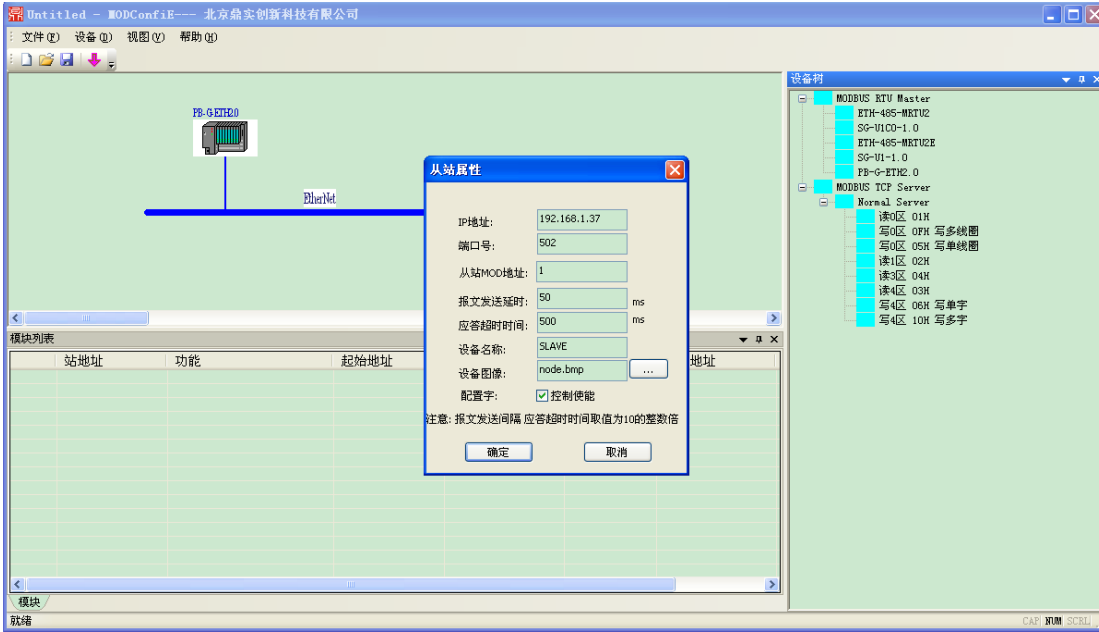 Untitled - MODConfiE--- 北京鼎实创新科技有限公司
文件(F) 设备(D) 视图(V) 帮助(H)
PB-G-ETH2.0
EtherNet
从站属性
IP地址: 192.168.1.37
端口号: 502
从站MOD地址: 1
报文发送延时: 50 ms
应答超时时间: 500 ms
设备名称: SLAVE
设备图像: node.bmp ...
配置字: 控制使能
注意: 报文发送间隔 应答超时时间取值为10的整数倍
确定 取消
设备树
MODBUS RTU Master
ETH-485-MRTU2
SG-U1CO-1.0
ETH-485-MRTU2E
SG-U1-1.0
PB-G-ETH2.0
MODBUS TCP Server
Normal Server
读0区 01H
写0区 0FH 写多线圈
写0区 05H 写单线圈
读1区 02H
读3区 04H
读4区 03H
写4区 06H 写单字
写4区 10H 写多字
模块列表
站地址 功能 起始地址 地址
模块
就绪
CAP NUM SCRL